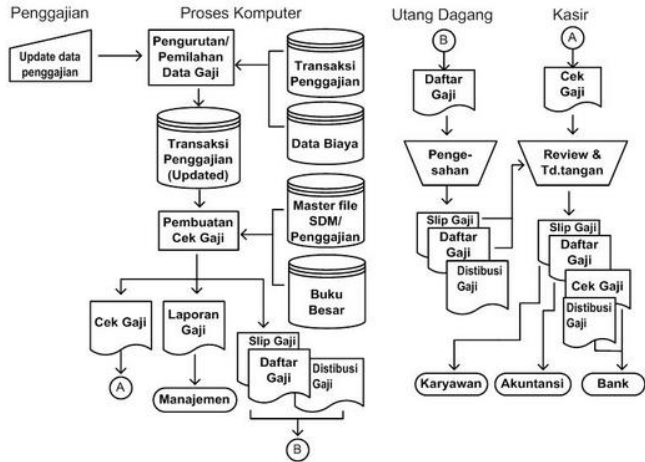 Penggajian
Proses Komputer
Utang Dagang
Kasir
Update data
penggajian
Pengurutan/
Pemilahan
Data Gaji
Transaksi
Penggajian
Data Biaya
Transaksi
Penggajian
(Updated)
Pembuatan
Cek Gaji
Master file
SDM/
Penggajian
Buku
Besar
Cek Gaji
Laporan
Gaji
Slip Gaji
Daftar
Gaji
Distibusi
Gaji
A
Manajemen
B
B
A
Daftar
Gaji
Cek
Gaji
Penge-
sahan
Review &
Td.tangan
Slip Gaji
Daftar
Gaji
Distibusi
Gaji
Slip Gaji
Daftar
Gaji
Cek Gaji
Distibusi
Gaji
Karyawan
Akuntansi
Bank